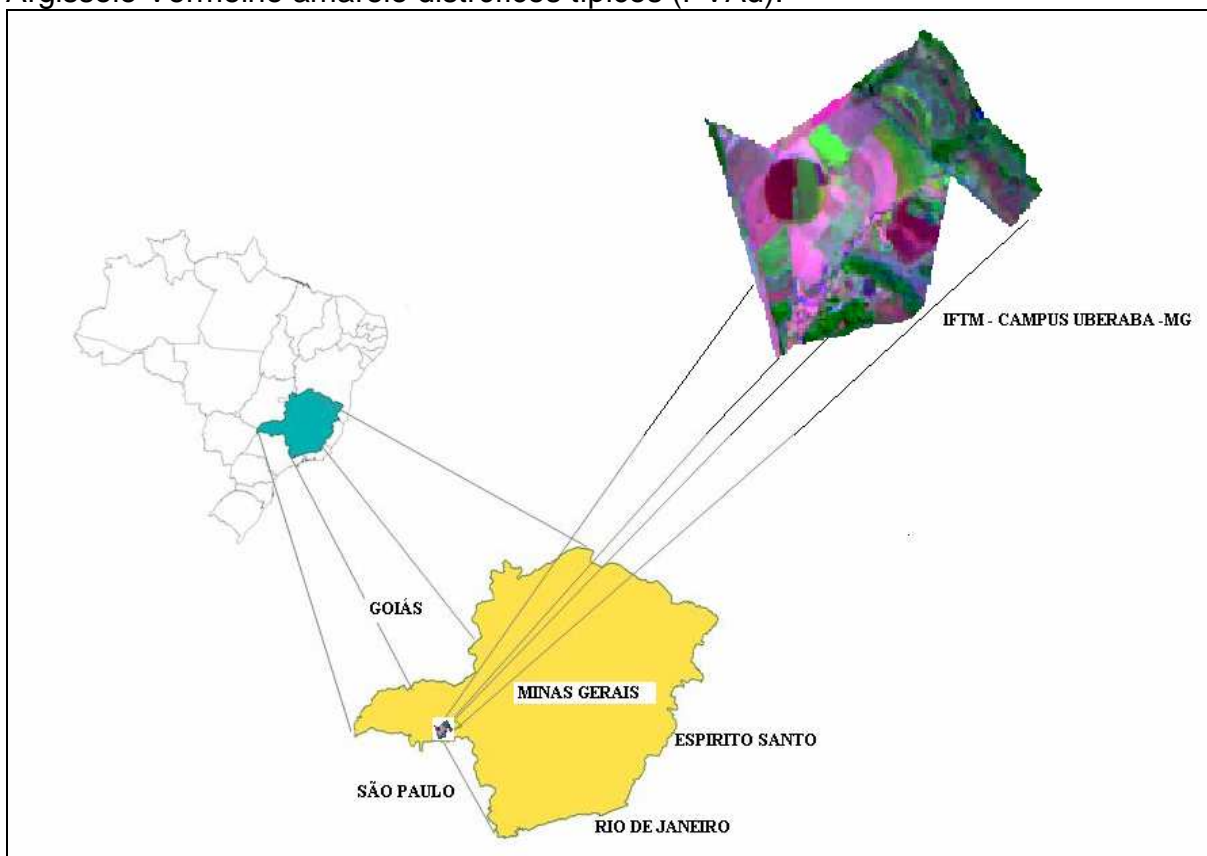 Argissolo Vermelho amarelo distróficos típicos (PVAd).
IFTM - CAMPUS UBERABA -MG
GOIÁS
MINAS GERAIS
ESPIRITO SANTO
SÃO PAULO
RIO DE JANEIRO